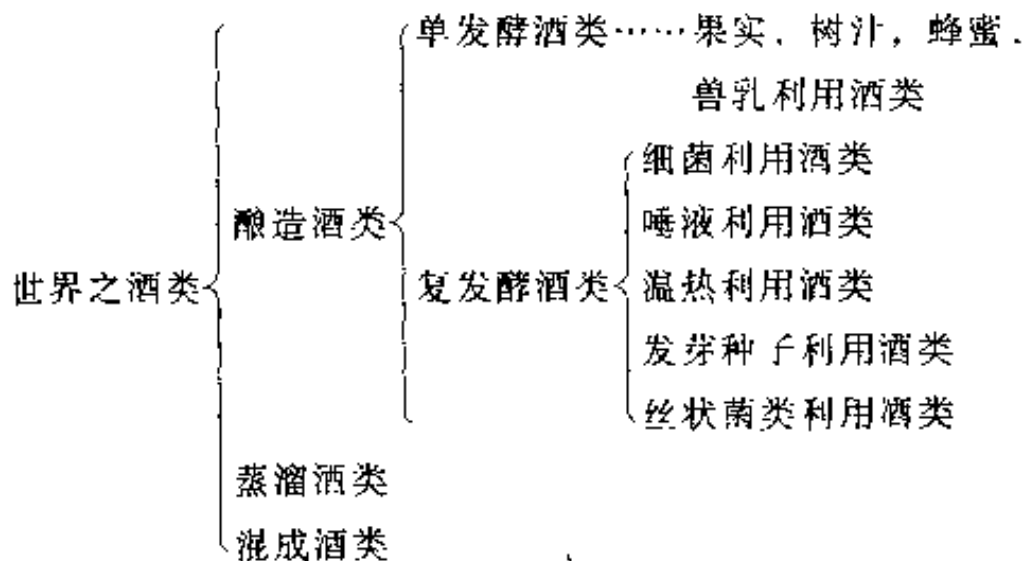 单发酵酒类……果实、树汁，蜂蜜.
兽乳利用酒类
细菌利用酒类
酿造酒类
唾液利用酒类
世界之酒类
复发酵酒类
温热利用酒类
发芽种子利用酒类
丝状菌类利用酒类
蒸溜酒类
混成酒类